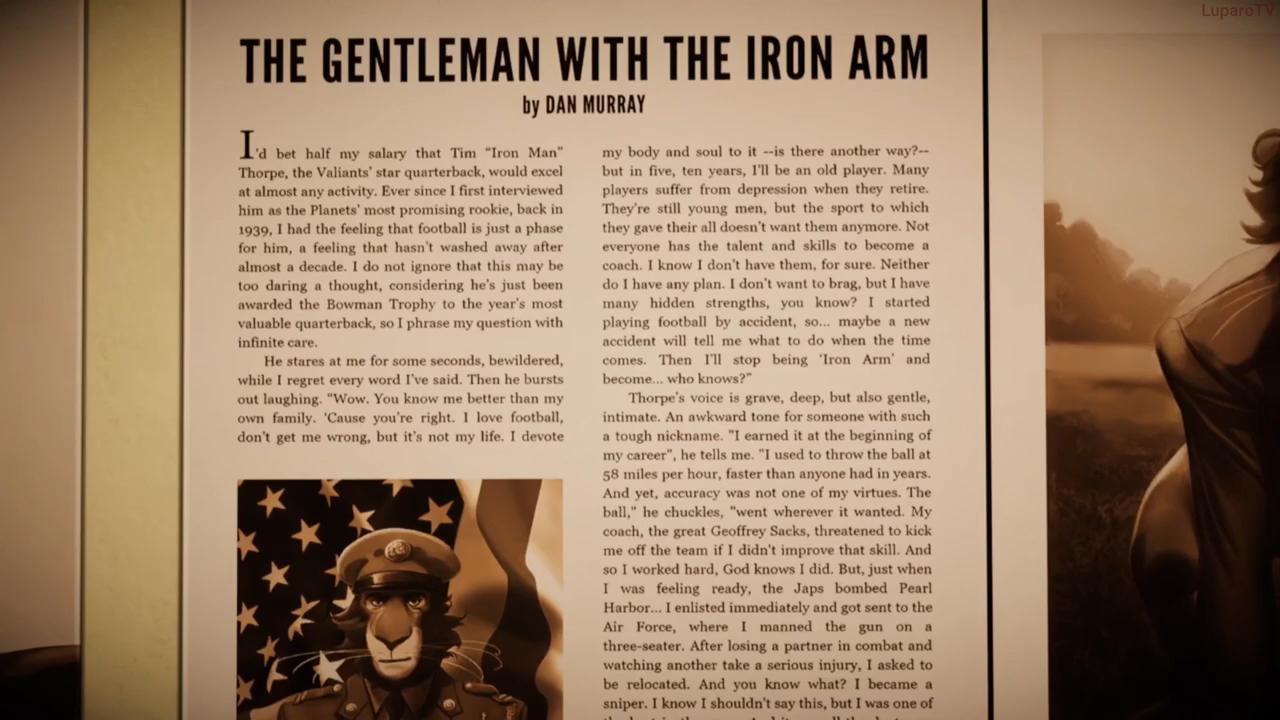 LuparoTV
THE GENTLEMAN WITH THE IRON ARM
by DAN MURRAY
I'd bet half my salary that Tim “Iron Man”
Thorpe, the Valiants’ star quarterback, would excel
at almost any activity. Ever since I first interviewed
him as the Planets’ most promising rookie, back in
1939, I had the feeling that football is just a phase
for him, a feeling that hasn’t washed away after
almost a decade. I do not ignore that this may be
too daring a thought, considering he’s just been
awarded the Bowman Trophy to the year’s most
valuable quarterback, so I phrase my question with
infinite care.
He stares at me for some seconds, bewildered,
while I regret every word I’ve said. Then he bursts
out laughing. “Wow. You know me better than my
own family. ‘Cause you’re right. I love football,
don’t get me wrong, but it’s not my life. I devote
my body and soul to it --is there another way?--
but in five, ten years, I’ll be an old player. Many
players suffer from depression when they retire.
They’re still young men, but the sport to which
they gave their all doesn’t want them anymore. Not
everyone has the talent and skills to become a
coach. I know I don’t have them, for sure. Neither
do I have any plan. I don’t want to brag, but I have
many hidden strengths, you know? I started
playing football by accident, so... maybe a new
accident will tell me what to do when the time
comes. Then I’ll stop being ‘Iron Arm’ and
become... who knows?”
Thorpe’s voice is grave, deep, but also gentle,
intimate. An awkward tone for someone with such
a tough nickname. "I earned it at the beginning of
my career", he tells me. "I used to throw the ball at
58 miles per hour, faster than anyone had in years.
And yet, accuracy was not one of my virtues. The
ball," he chuckles, "went wherever it wanted. My
coach, the great Geoffrey Sacks, threatened to kick
me off the team if I didn't improve that skill. And
so I worked hard, God knows I did. But, just when
I was feeling ready, the Japs bombed Pearl
Harbor... I enlisted immediately and got sent to the
Air Force, where I manned the gun on a
three-seater. After losing a partner in combat and
watching another take a serious injury, I asked to
be relocated. And you know what? I became a
sniper. I know I shouldn't say this, but I was one of